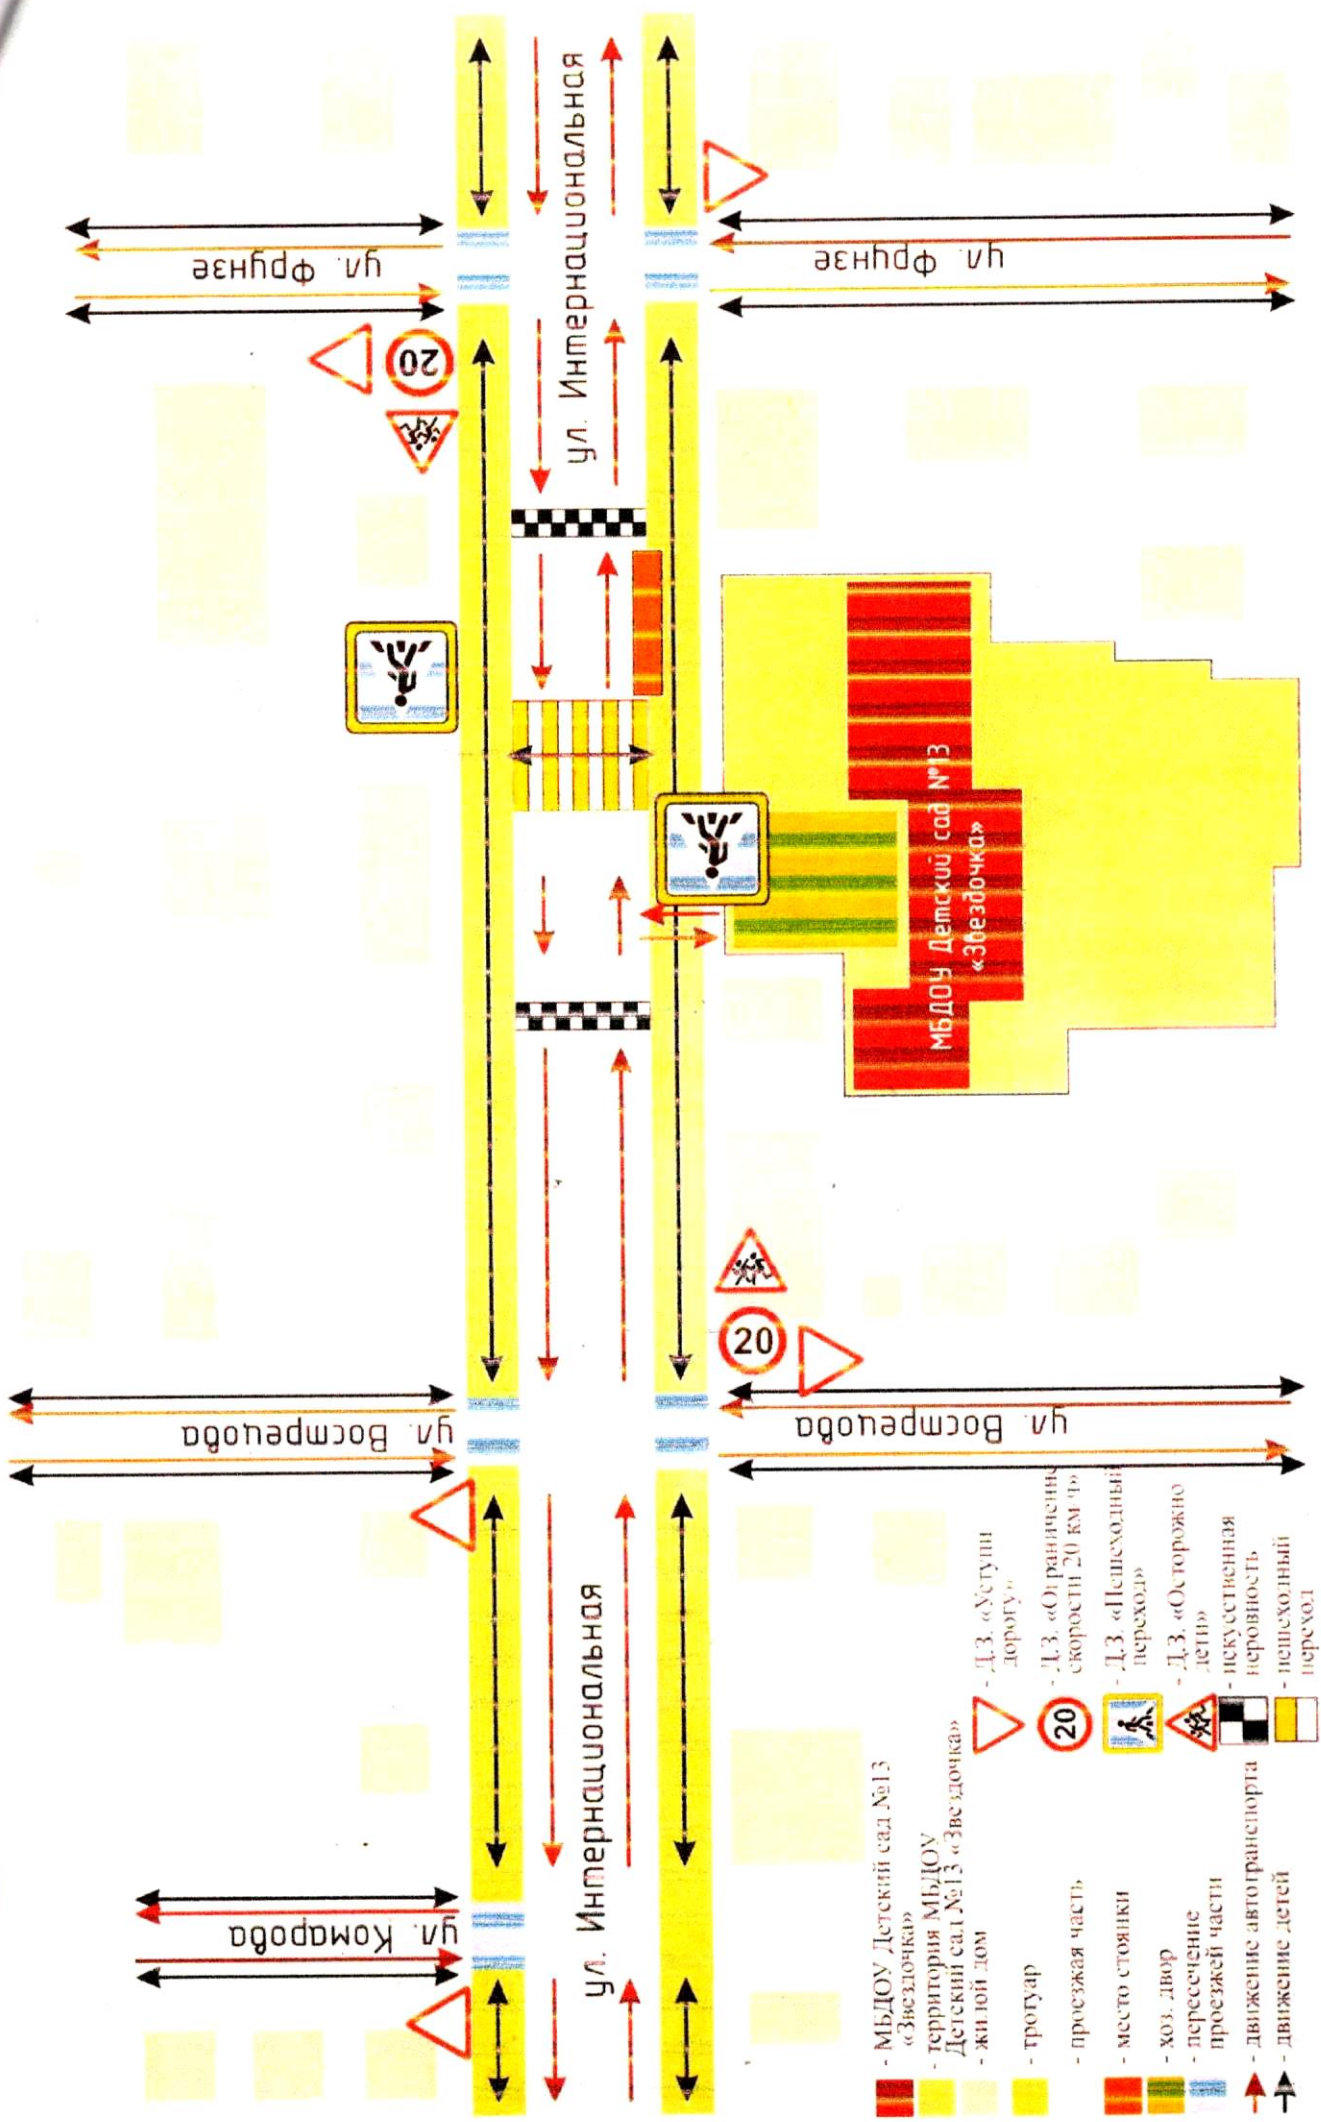 ул. Фрунзе
ул. Фрунзе
ул. Интернациональная
20
МБДОУ Детский сад №13
«Звездочка»
20
ул. Вострецова
ул. Вострецова
ул. Интернациональная
ул. Комарова
- МБДОУ Детский сад №13
«Звездочка»
- территория МБДОУ
Детский сад №13 «Звездочка»
- жилой дом
- тротуар
- проезжая часть
- место стоянки
- хоз. двор
- пересечение
проезжей части
- движение автотранспорта
- движение детей
- Д.З. «Уступи
дорогу»
20
- Д.З. «Ограничение
скорости 20 км/ч»
- Д.З. «Пешеходный
переход»
- Д.З. «Осторожно
дети»
- искусственная
неровность
- пешеходный
переход